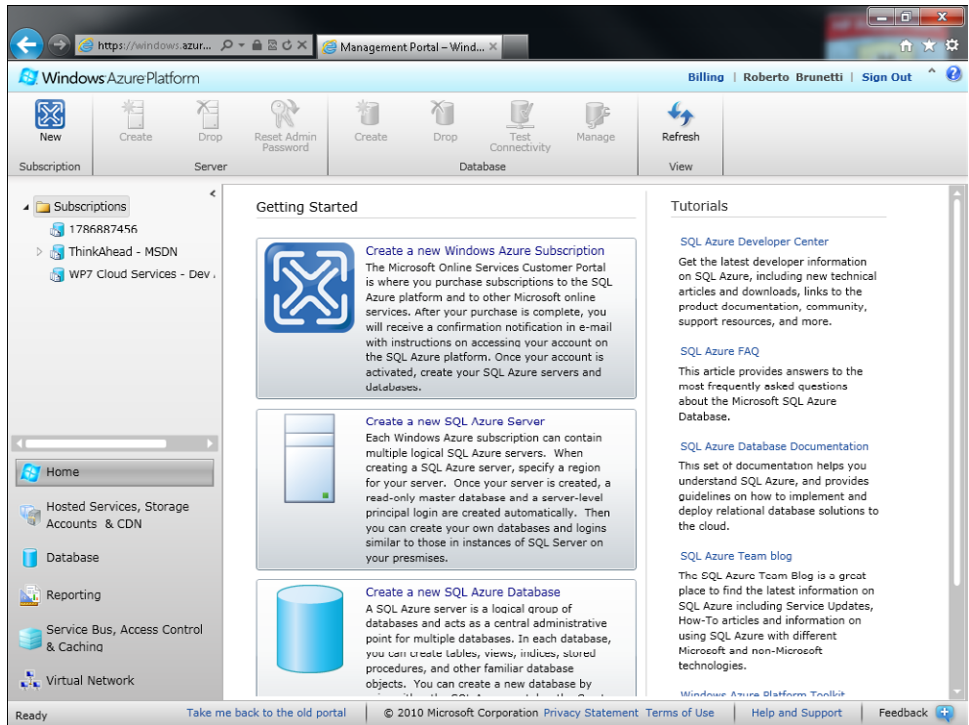 https://windows.azur...
Management Portal – Wind...
Windows Azure Platform
Billing | Roberto Brunetti | Sign Out
New
Create
Drop
Reset Admin
Password
Create
Drop
Test
Connectivity
Manage
Refresh
Subscription
Server
Database
View
Subscriptions
1786887456
ThinkAhead - MSDN
WP7 Cloud Services - Dev
Home
Hosted Services, Storage
Accounts & CDN
Database
Reporting
Service Bus, Access Control
& Caching
Virtual Network
Getting Started
Create a new Windows Azure Subscription
The Microsoft Online Services Customer Portal
is where you purchase subscriptions to the SQL
Azure platform and to other Microsoft online
services. After your purchase is complete, you
will receive a confirmation notification in e-mail
with instructions on accessing your account on
the SQL Azure platform. Once your account is
activated, create your SQL Azure servers and
databases.
Create a new SQL Azure Server
Each Windows Azure subscription can contain
multiple logical SQL Azure servers. When
creating a SQL Azure server, specify a region
for your server. Once your server is created, a
read-only master database and a server-level
principal login are created automatically. Then
you can create your own databases and logins
similar to those in instances of SQL Server on
your presmises.
Create a new SQL Azure Database
A SQL Azure server is a logical group of
databases and acts as a central administrative
point for multiple databases. In each database,
you can create tables, views, indices, stored
procedures, and other familiar database
objects. You can create a new database by
Tutorials
SQL Azure Developer Center
Get the latest developer information
on SQL Azure, including new technical
articles and downloads, links to the
product documentation, community,
support resources, and more.
SQL Azure FAQ
This article provides answers to the
most frequently asked questions
about the Microsoft SQL Azure
Database.
SQL Azure Database Documentation
This set of documentation helps you
understand SQL Azure, and provides
guidelines on how to implement and
deploy relational database solutions to
the cloud.
SQL Azure Team blog
The SQL Azure Team Blog is a great
place to find the latest information on
SQL Azure including Service Updates,
How-To articles and information on
using SQL Azure with different
Microsoft and non-Microsoft
technologies.
Windows Azure Platform Toolkit
Ready
Take me back to the old portal
© 2010 Microsoft Corporation Privacy Statement Terms of Use
Help and Support
Feedback